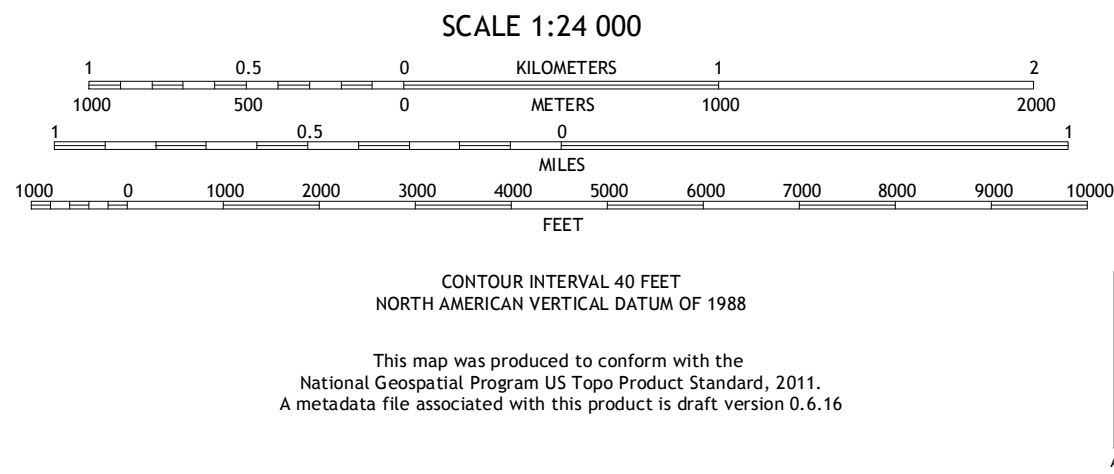 SCALE 1:24 000
1 0.5 0 KILOMETERS 1 2
1000 500 0 METERS 1000 2000
1 0.5 0 1
MILES
1000 0 1000 2000 3000 4000 5000 6000 7000 8000 9000 10000
FEET
CONTOUR INTERVAL 40 FEET
NORTH AMERICAN VERTICAL DATUM OF 1988
This map was produced to conform with the
National Geospatial Program US Topo Product Standard, 2011.
A metadata file associated with this product is draft version 0.6.16